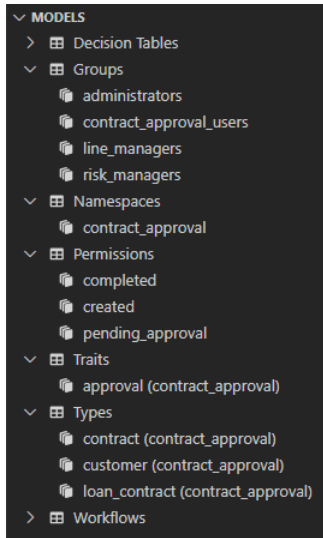 MODELS
Decision Tables
Groups
administrators
contract_approval_users
line_managers
risk_managers
Namespaces
contract_approval
Permissions
completed
created
pending_approval
Traits
approval (contract_approval)
Types
contract (contract_approval)
customer (contract_approval)
loan_contract (contract_approval)
Workflows